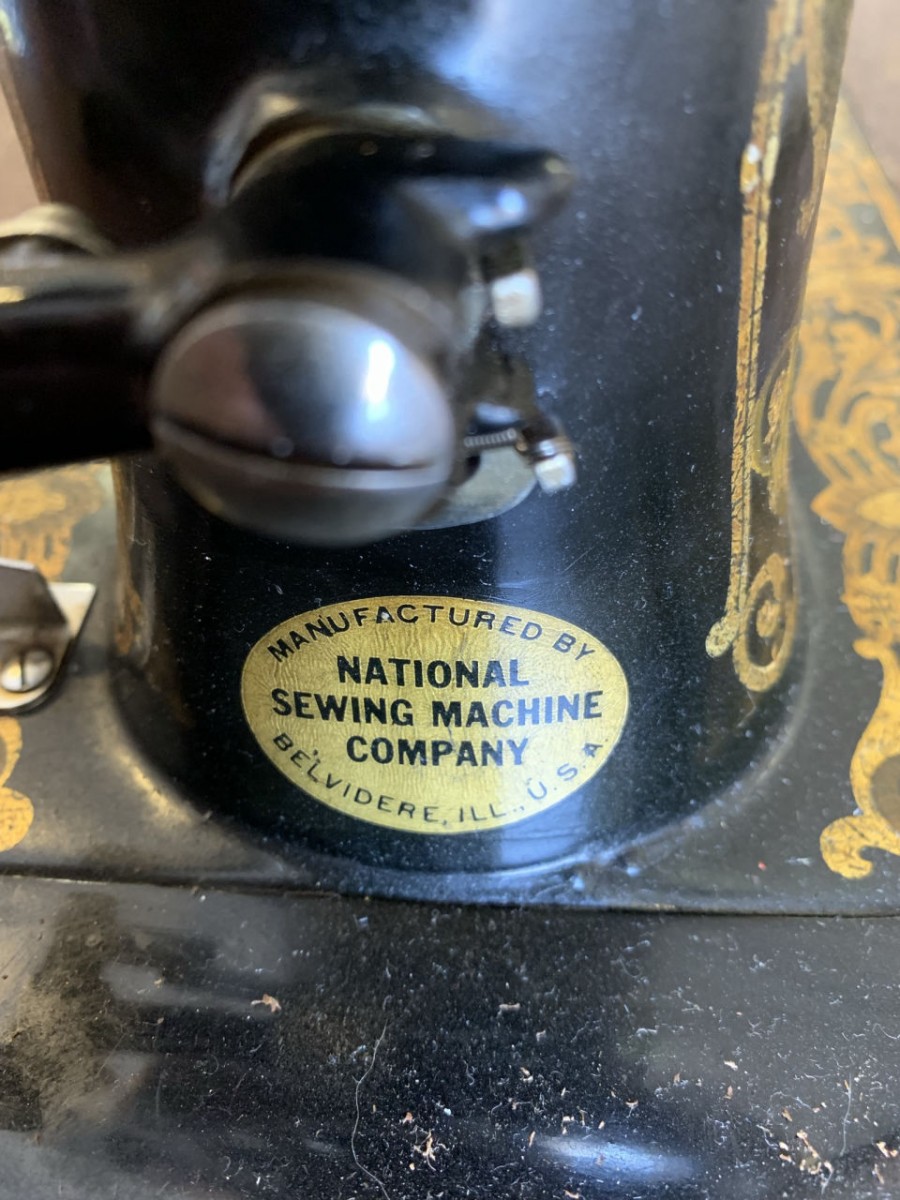 MANUFACTURED BY
NATIONAL
SEWING MACHINE
COMPANY
BELVIDERE, ILL., U.S.A.